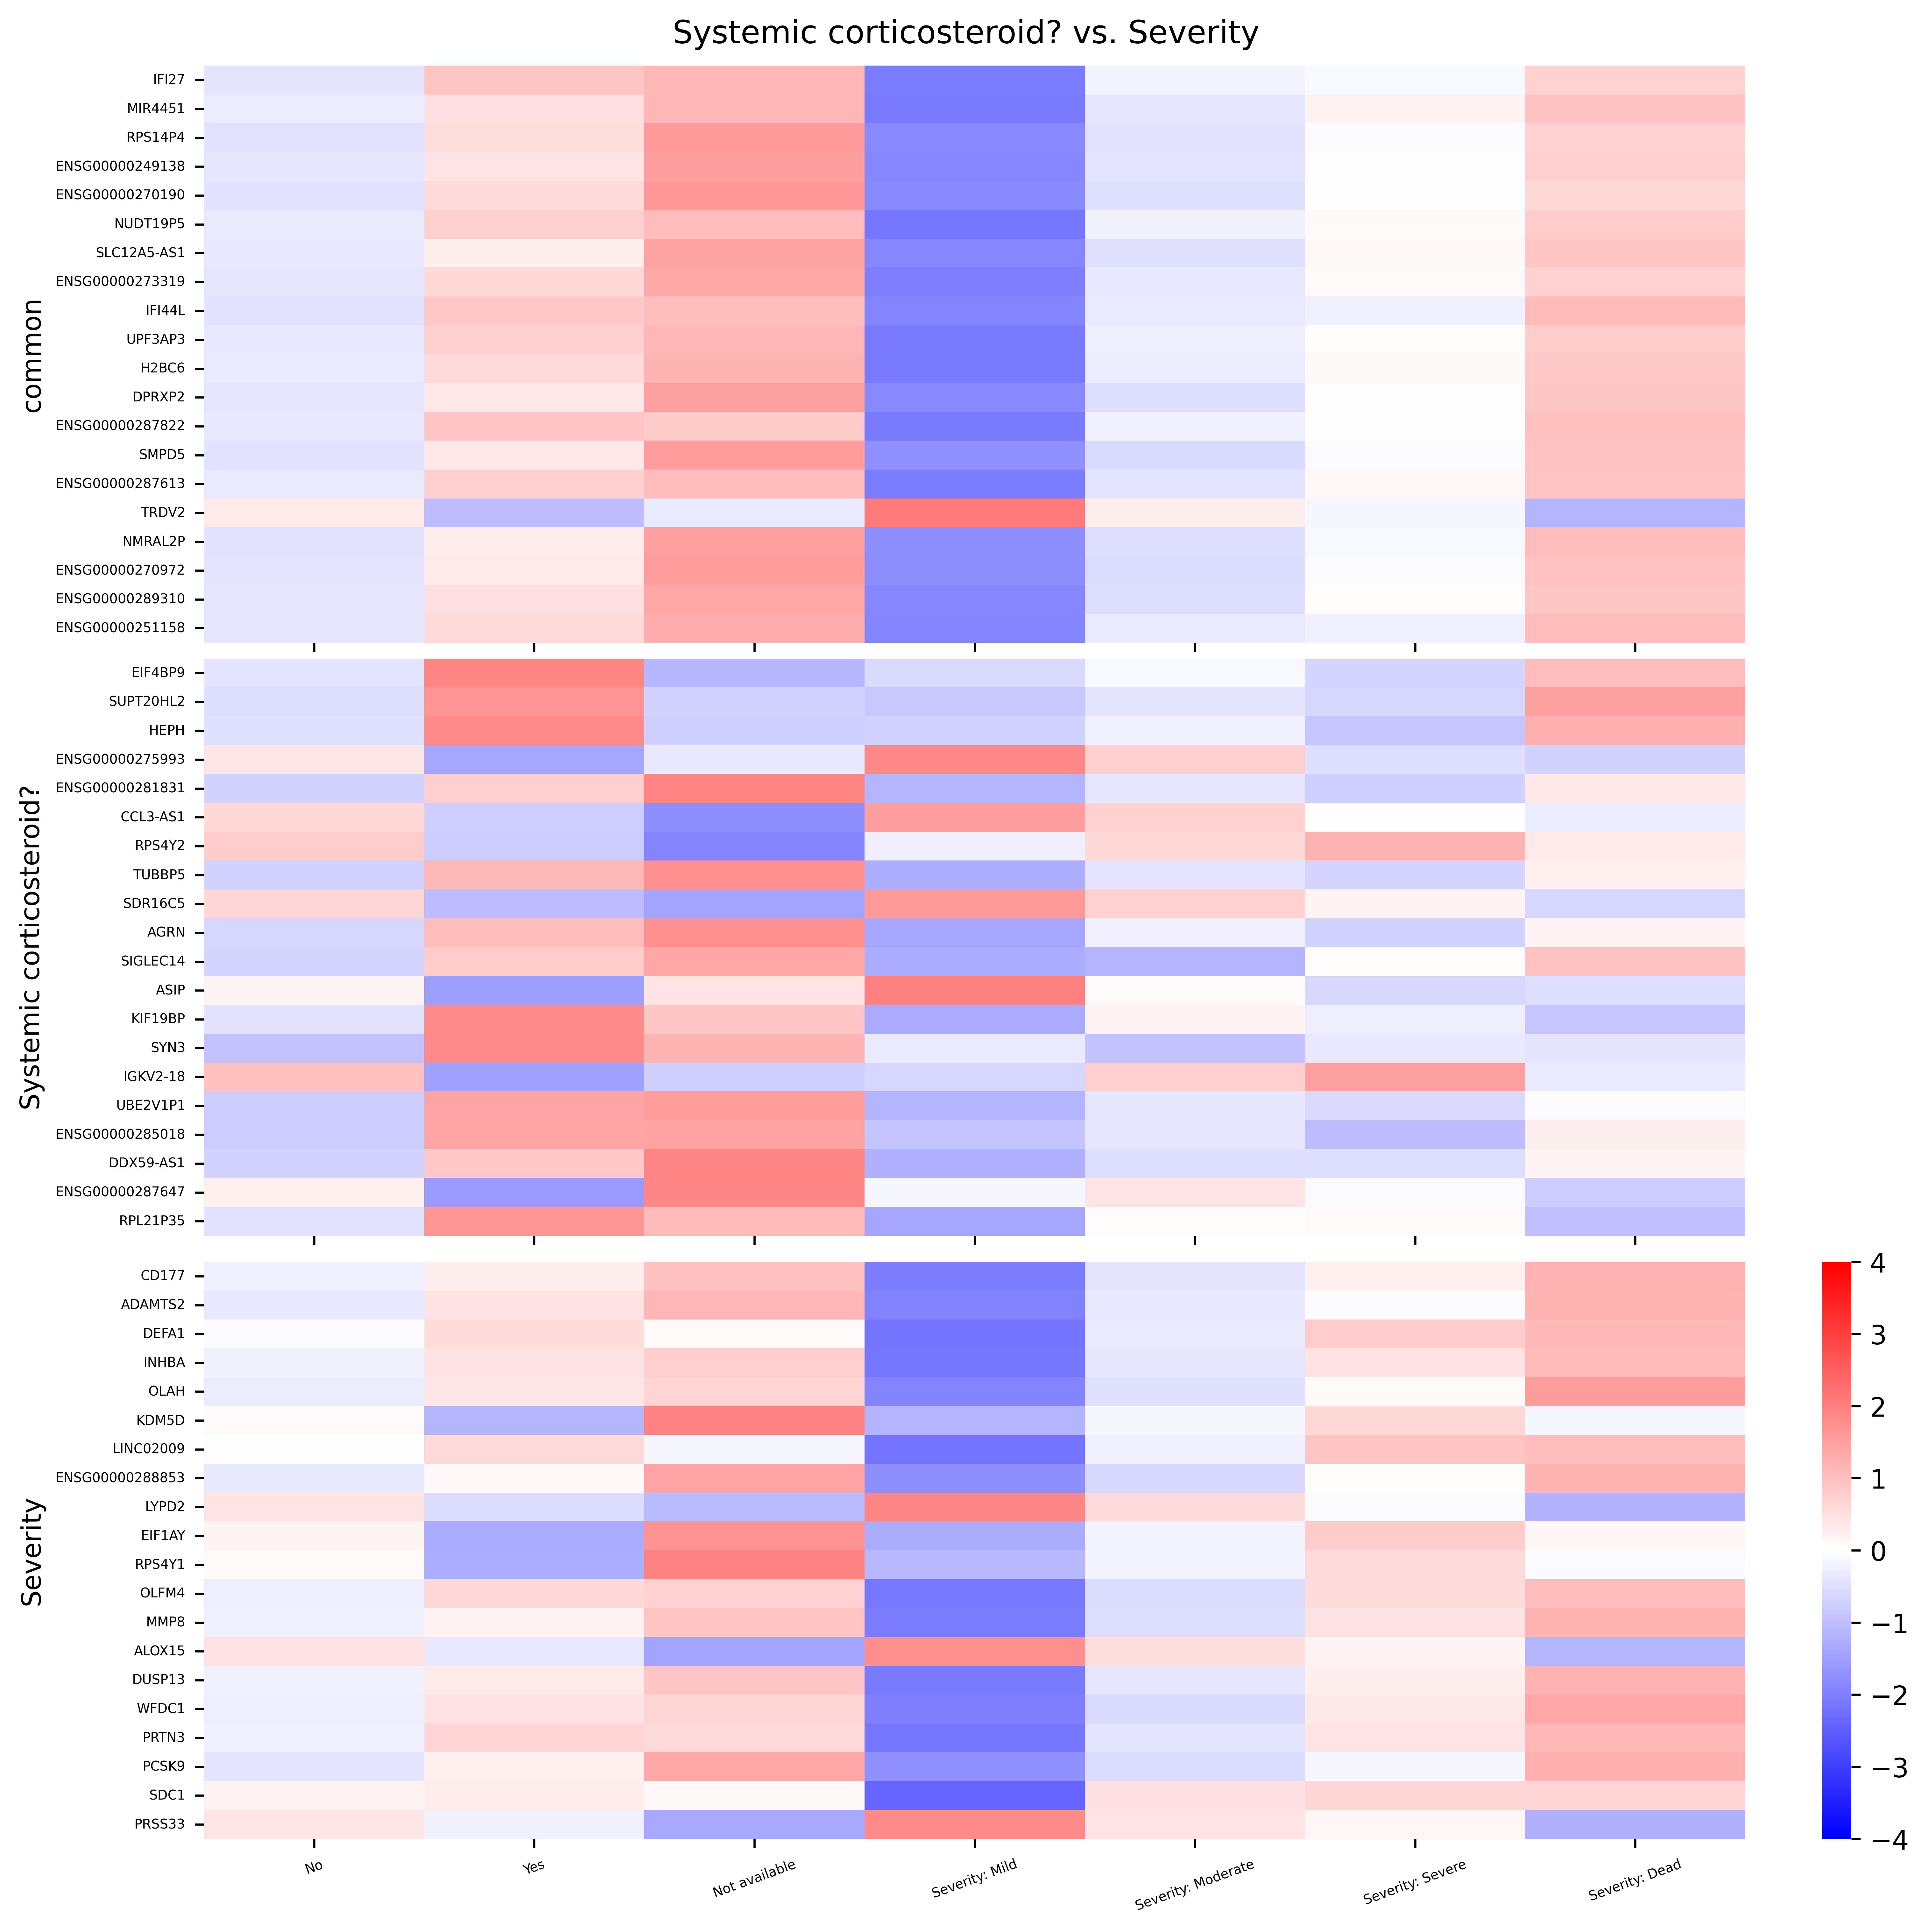 Systemic corticosteroid? vs. Severity
common
IFI27
MIR4451
RPS14P4
ENSG00000249138
ENSG00000270190
NUDT19P5
SLC12A5-AS1
ENSG00000273319
IFI44L
UPF3AP3
H2BC6
DPRXP2
ENSG00000287822
SMPD5
ENSG00000287613
TRDV2
NMRAL2P
ENSG00000270972
ENSG00000289310
ENSG00000251158
Systemic corticosteroid?
EIF4BP9
SUPT20HL2
HEPH
ENSG00000275993
ENSG00000281831
CCL3-AS1
RPS4Y2
TUBBP5
SDR16C5
AGRN
SIGLEC14
ASIP
KIF19BP
SYN3
IGKV2-18
UBE2V1P1
ENSG00000285018
DDX59-AS1
ENSG00000287647
RPL21P35
Severity
CD177
ADAMTS2
DEFA1
INHBA
OLAH
KDM5D
LINC02009
ENSG00000288853
LYPD2
EIF1AY
RPS4Y1
OLFM4
MMP8
ALOX15
DUSP13
WFDC1
PRTN3
PCSK9
SDC1
PRSS33
No
Yes
Not available
Severity: Mild
Severity: Moderate
Severity: Severe
Severity: Dead
4
3
2
1
0
−1
−2
−3
−4